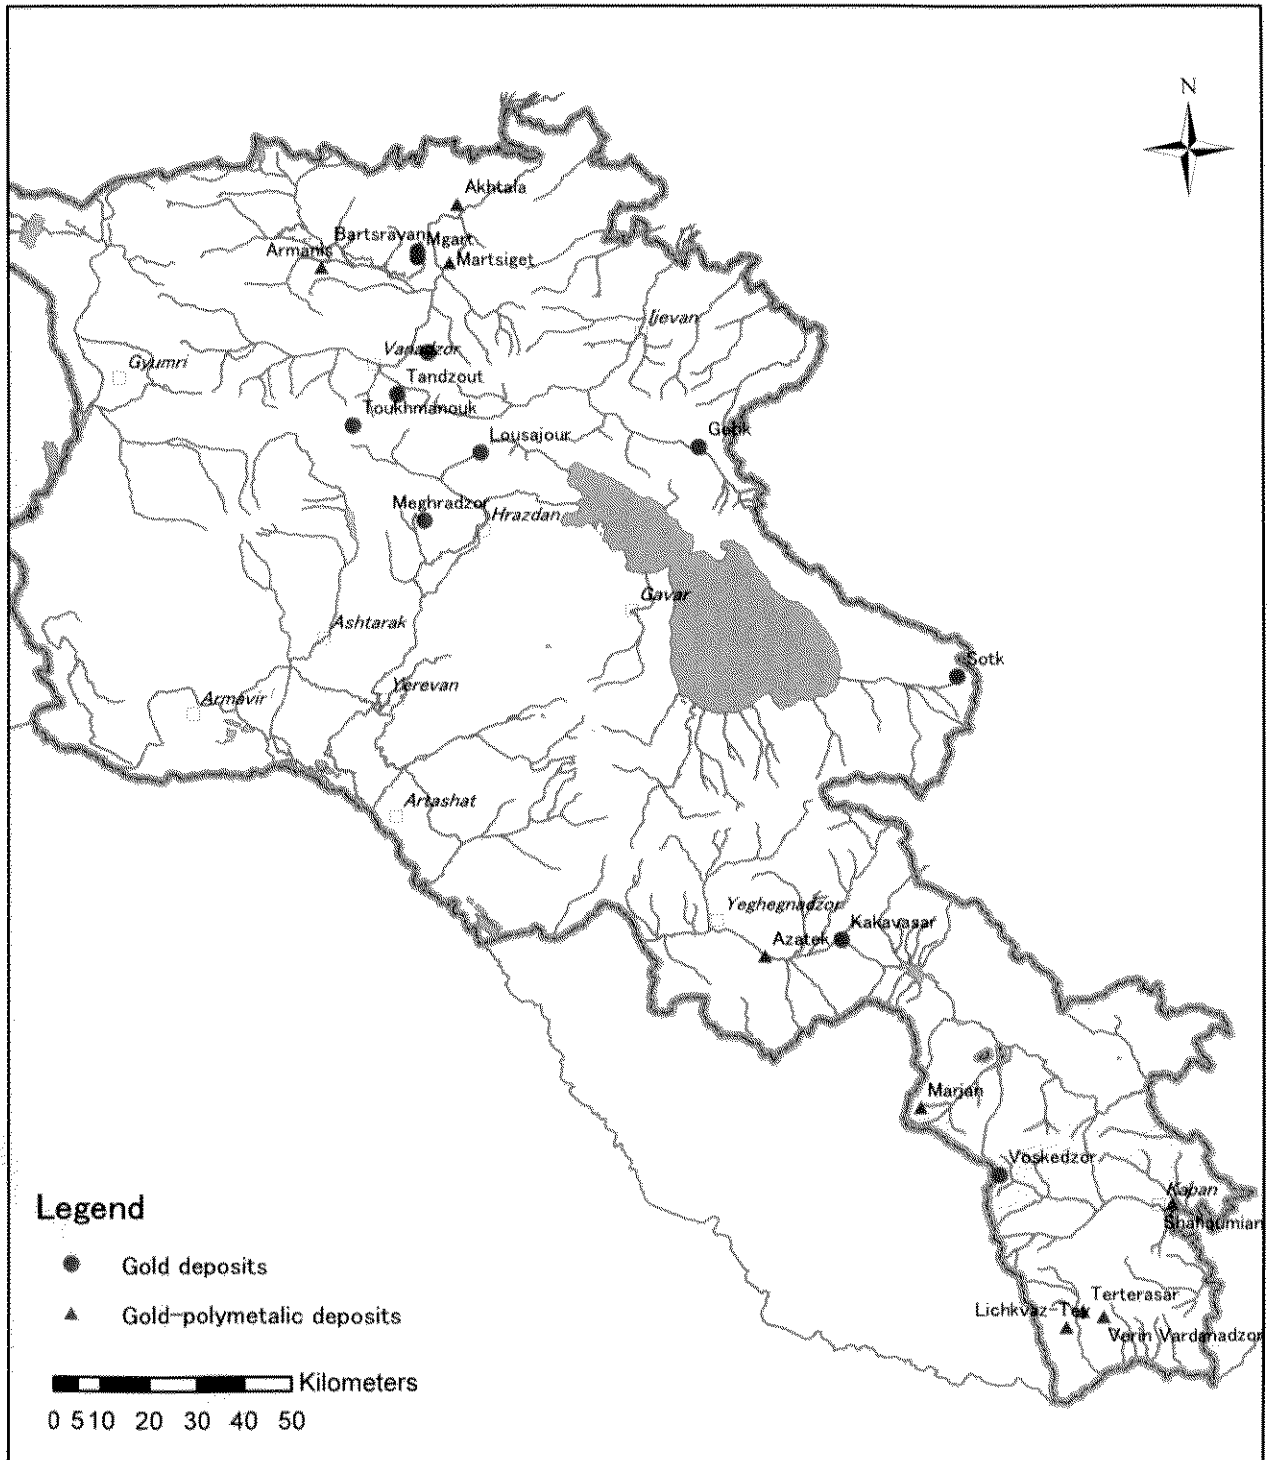 N
Akhtala
Bartsravan
Mgart
Armanis
Martsiget
Ijevan
Vanadzor
Gyumri
Tandzout
Toukhmanouk
Lousajour
Getik
Meghradzor
Hrazdan
Gavar
Ashtarak
Sotk
Yerevan
Armavir
Artashat
Yeghegnadzor
Kakavasar
Azatek
Marjan
Voskedzor
Kapan
Shahoumian
Terterasar
Lichkvaz-Tey
Verin Vardanadzor
Legend
Gold deposits
Gold-polymetalic deposits
Kilometers
0 5 10 20 30 40 50